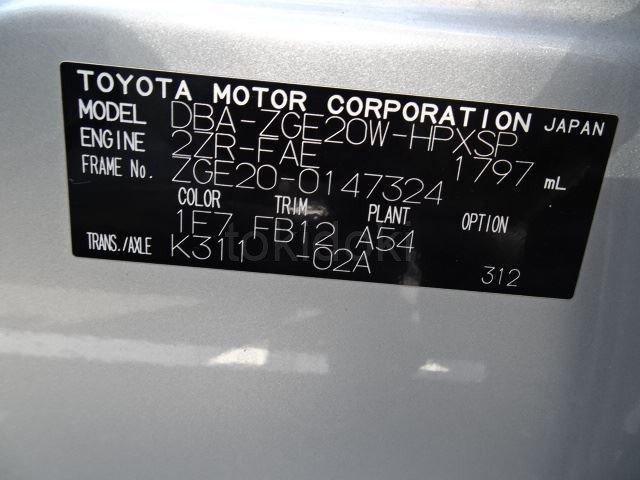 TOYOTA MOTOR CORPORATION JAPAN
MODEL DBA-ZGE20W-HPXSP
ENGINE 2ZR-FAE 1797 mL
FRAME No. ZGE20-0147324
COLOR TRIM PLANT OPTION
1E7 FB12 A54
TRANS./AXLE K311 -02A 312